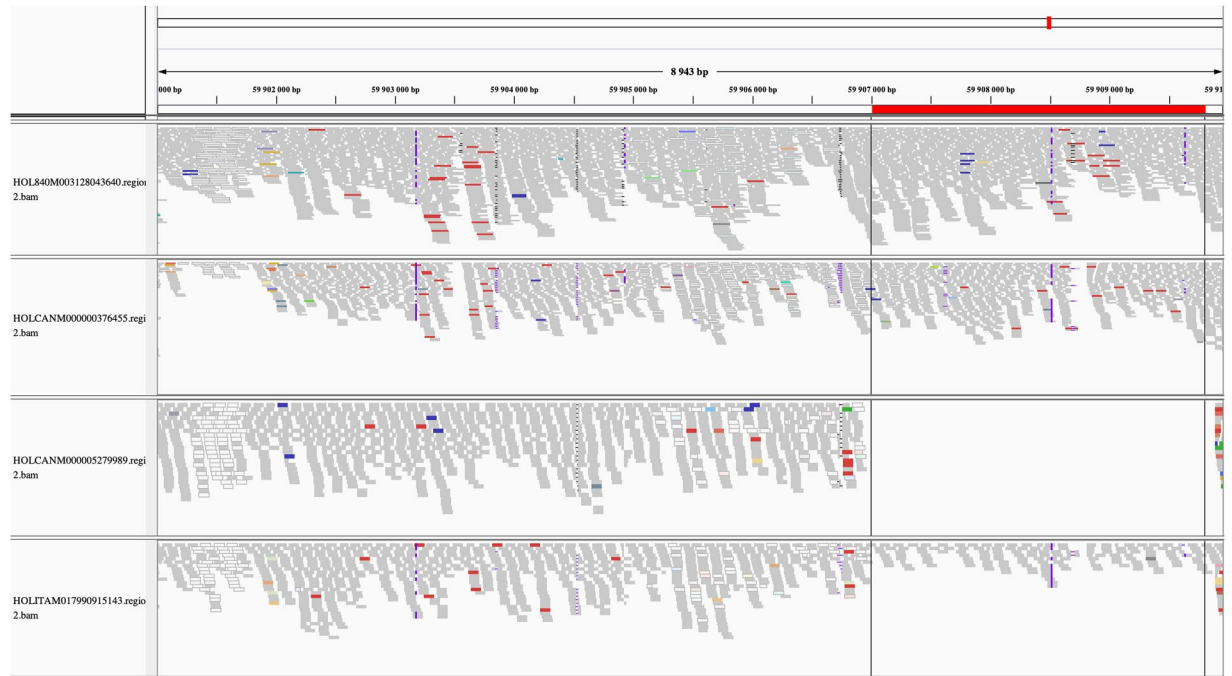 8 943 bp
000 bp 59 902 000 bp 59 903 000 bp 59 904 000 bp 59 905 000 bp 59 906 000 bp 59 907 000 bp 59 908 000 bp 59 909 000 bp 59 91
HOL840M003128043640.regio
2.bam
HOLCANM000000376455.regi
2.bam
HOLCANM000005279989.regi
2.bam
HOLITAM017990915143.regio
2.bam